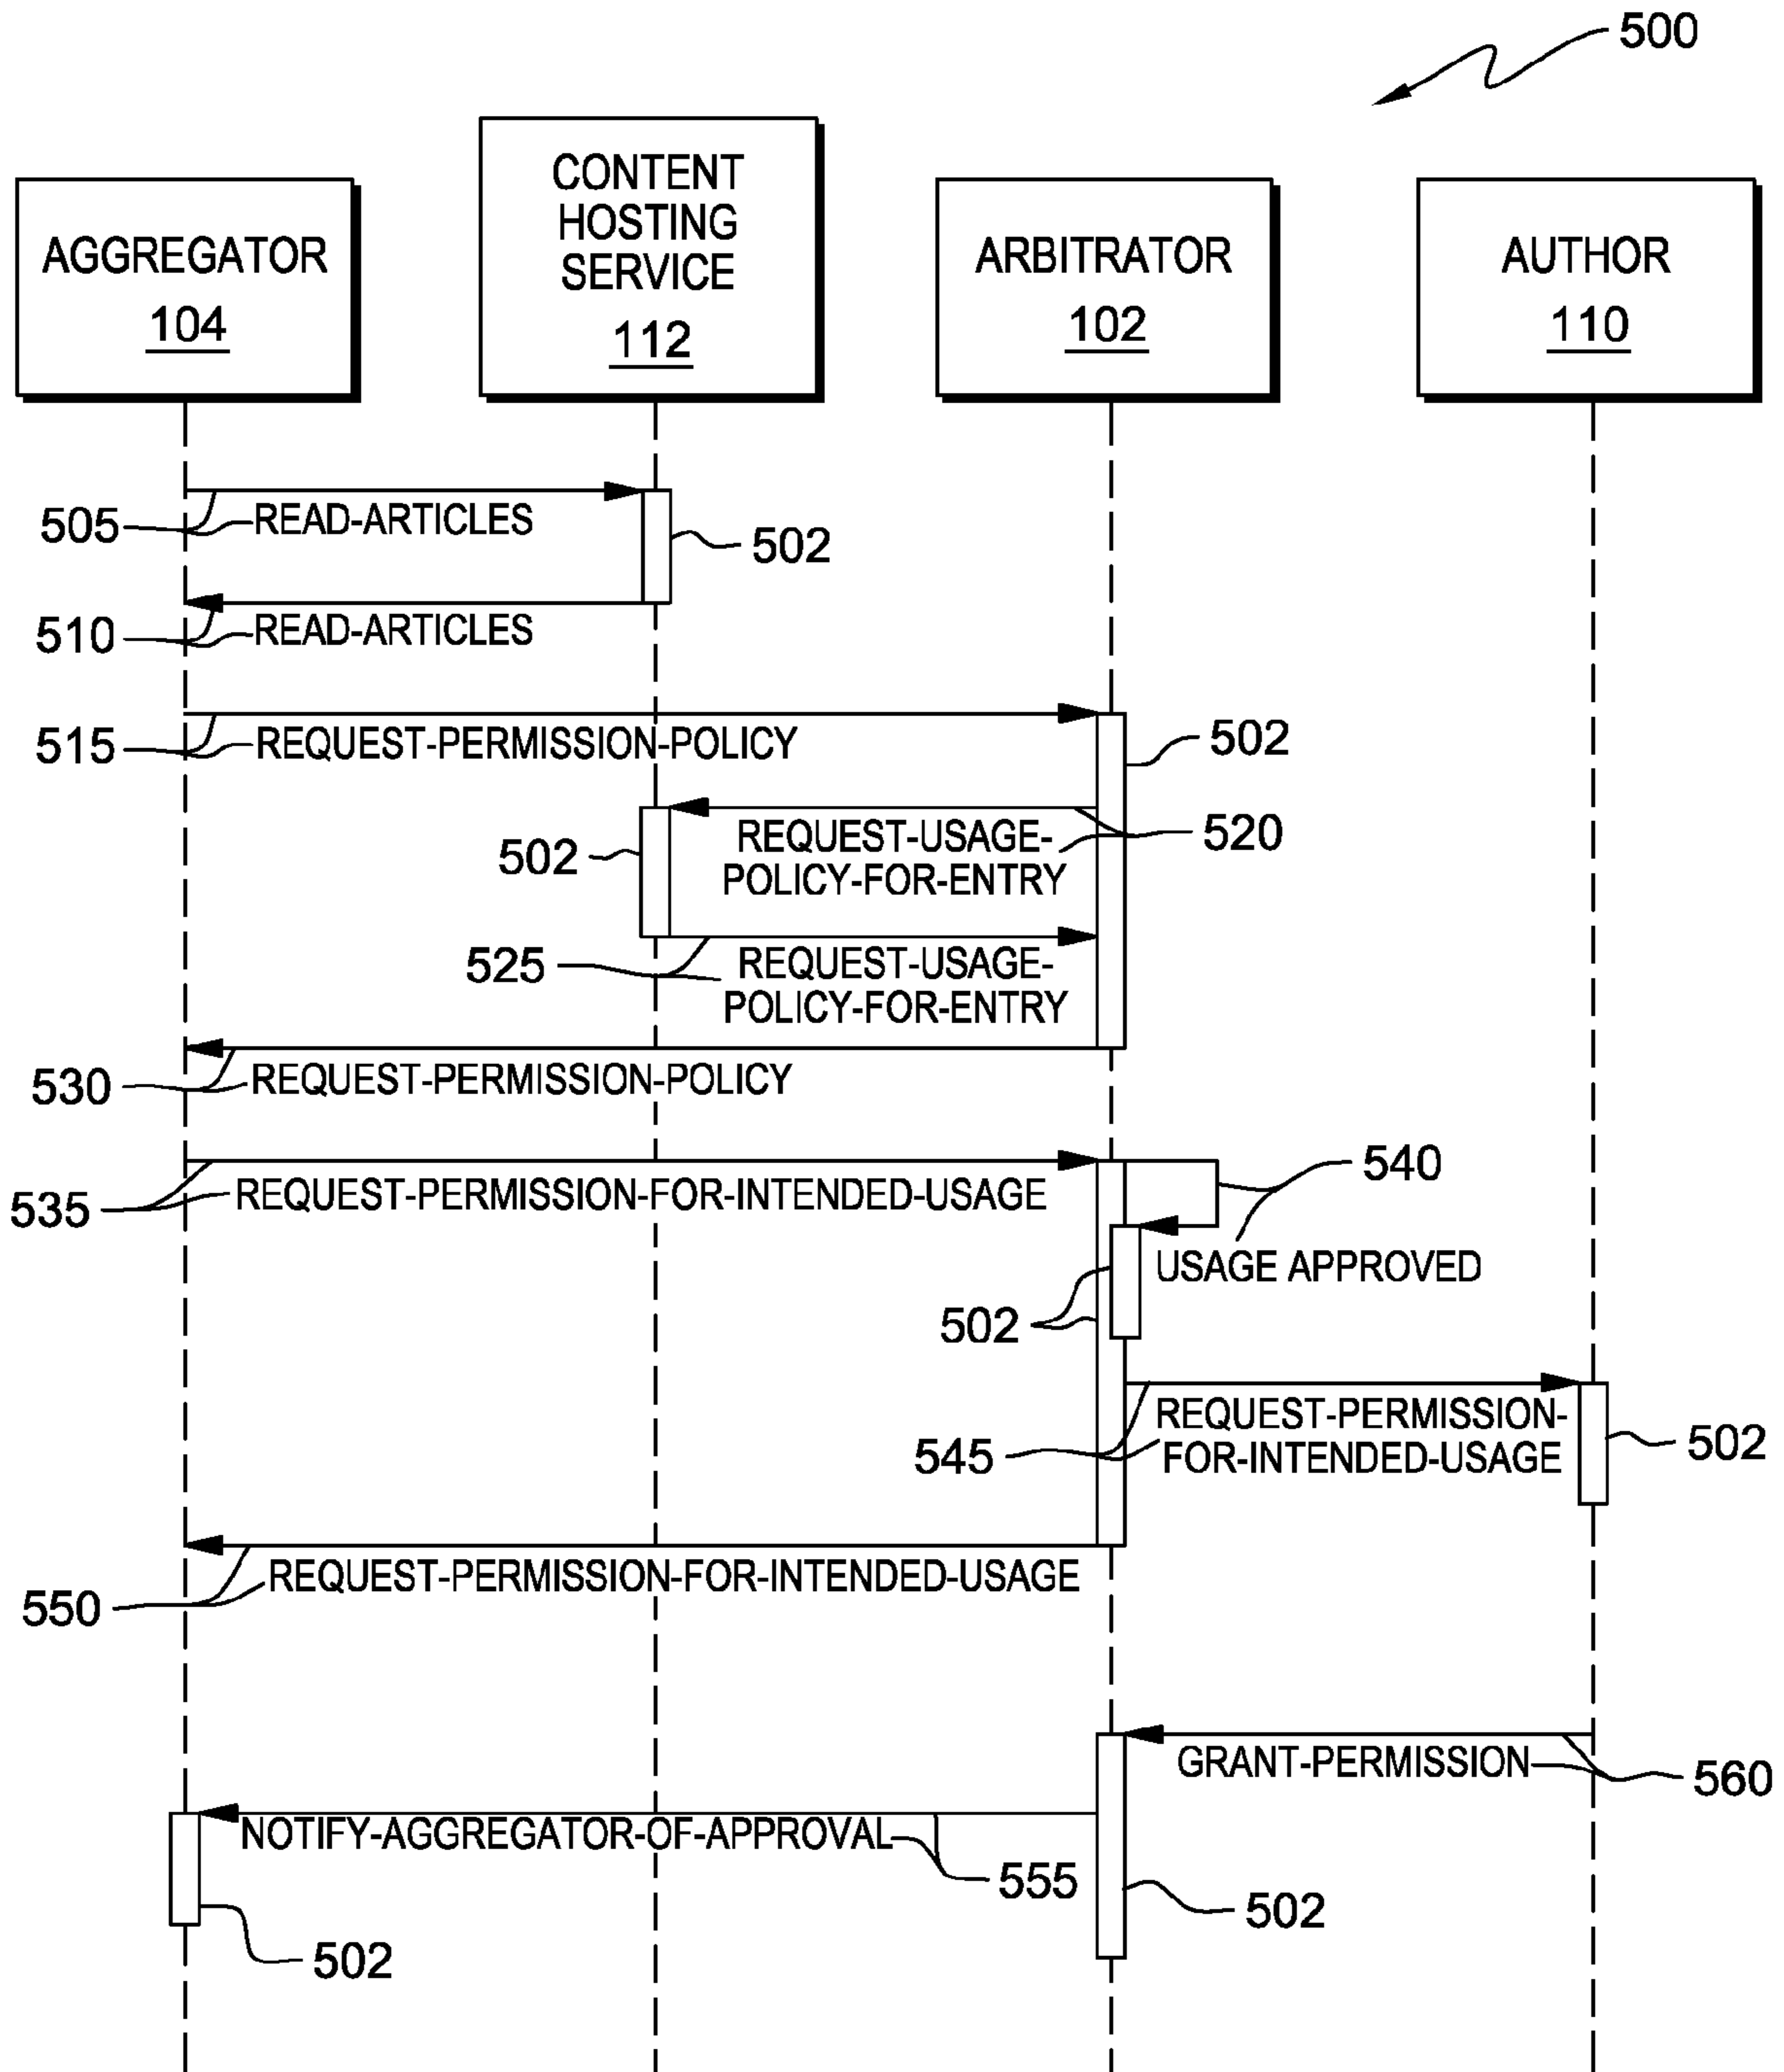 500
AGGREGATOR
104
CONTENT
HOSTING
SERVICE
112
ARBITRATOR
102
AUTHOR
110
505
READ-ARTICLES
502
510
READ-ARTICLES
515
REQUEST-PERMISSION-POLICY
502
502
REQUEST-USAGE-
POLICY-FOR-ENTRY
520
525
REQUEST-USAGE-
POLICY-FOR-ENTRY
530
REQUEST-PERMISSION-POLICY
535
REQUEST-PERMISSION-FOR-INTENDED-USAGE
540
USAGE APPROVED
502
545
REQUEST-PERMISSION-
FOR-INTENDED-USAGE
502
550
REQUEST-PERMISSION-FOR-INTENDED-USAGE
GRANT-PERMISSION
560
NOTIFY-AGGREGATOR-OF-APPROVAL
555
502
502